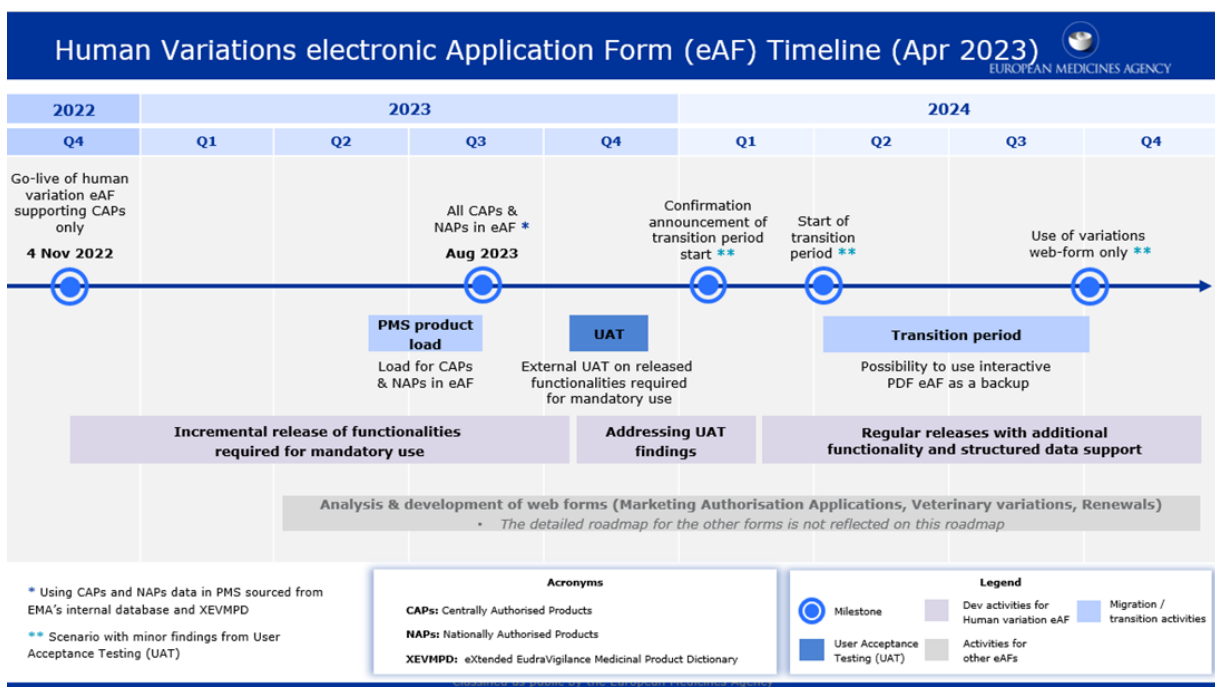 Human Variations electronic Application Form (eAF) Timeline (Apr 2023)
EUROPEAN MEDICINES AGENCY
2022
2023
2024
Q4
Q1
Q2
Q3
Q4
Q1
Q2
Q3
Q4
Go-live of human
variation eAF
supporting CAPs
only
4 Nov 2022
All CAPs &
NAPs in eAF *
Aug 2023
Confirmation
announcement of
transition period
start **
Start of
transition
period **
Use of variations
web-form only **
PMS product
load
Load for CAPs
& NAPs in eAF
UAT
External UAT on released
functionalities required
for mandatory use
Transition period
Possibility to use interactive
PDF eAF as a backup
Incremental release of functionalities
required for mandatory use
Addressing UAT
findings
Regular releases with additional
functionality and structured data support
Analysis & development of web forms (Marketing Authorisation Applications, Veterinary variations, Renewals)
• The detailed roadmap for the other forms is not reflected on this roadmap
* Using CAPs and NAPs data in PMS sourced from
EMA's internal database and XEVMPD
** Scenario with minor findings from User
Acceptance Testing (UAT)
Acronyms
CAPs: Centrally Authorised Products
NAPs: Nationally Authorised Products
XEVMPD: eXtended EudraVigilance Medicinal Product Dictionary
Legend
Milestone
Dev activities for
Human variation eAF
Migration /
transition activities
User Acceptance
Testing (UAT)
Activities for
other eAFs
Classified as public by the European Medicines Agency